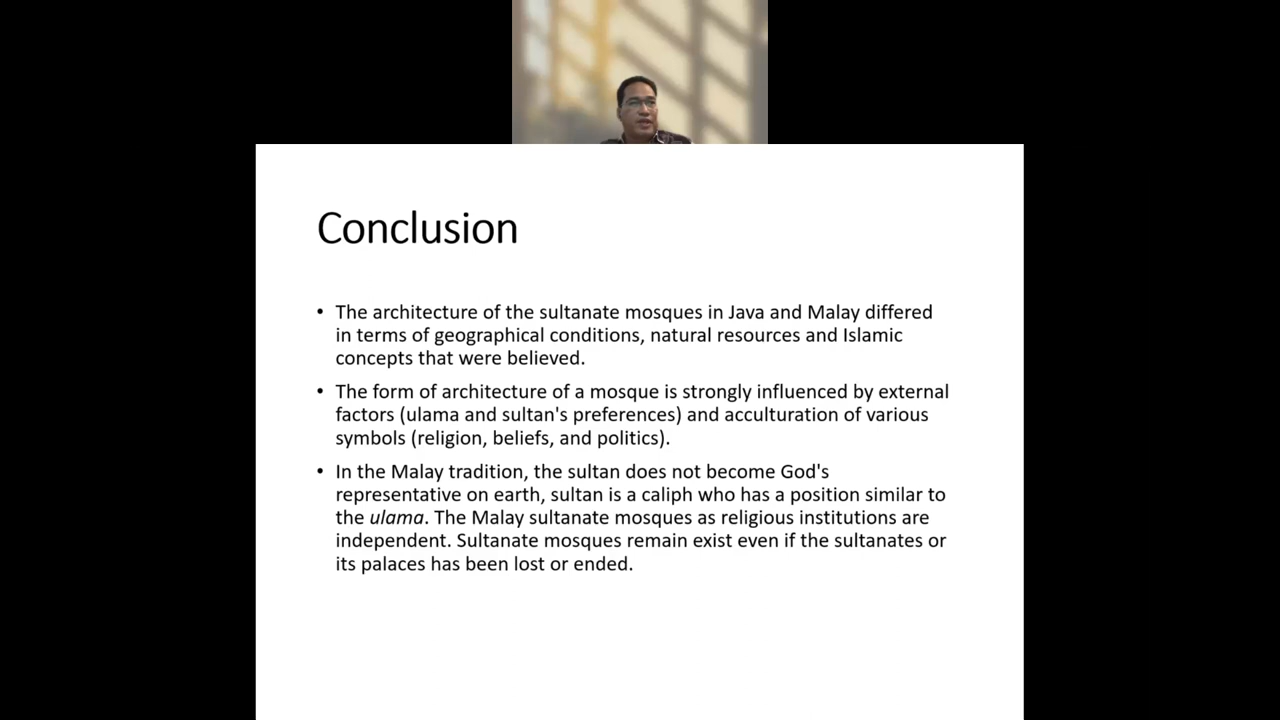 Conclusion
• The architecture of the sultanate mosques in Java and Malay differed
in terms of geographical conditions, natural resources and Islamic
concepts that were believed.
• The form of architecture of a mosque is strongly influenced by external
factors (ulama and sultan's preferences) and acculturation of various
symbols (religion, beliefs, and politics).
• In the Malay tradition, the sultan does not become God's
representative on earth, sultan is a caliph who has a position similar to
the ulama. The Malay sultanate mosques as religious institutions are
independent. Sultanate mosques remain exist even if the sultanates or
its palaces has been lost or ended.